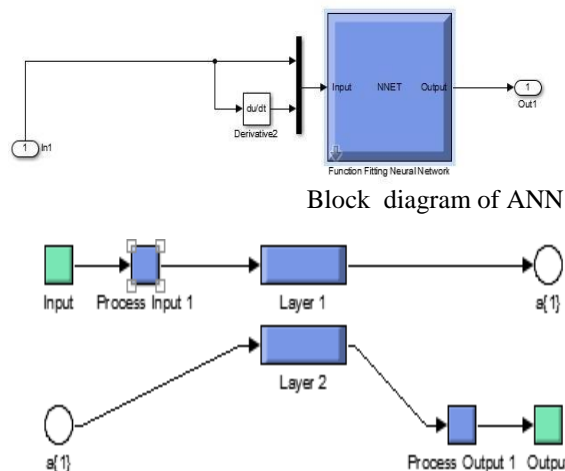 Input NNET Output
du/dt
Derivative2
1
Out1
1 In1
Function Fitting Neural Network
Block diagram of ANN
Input Process Input 1 Layer 1 a{1}
Layer 2
a{1} Process Output 1 Output